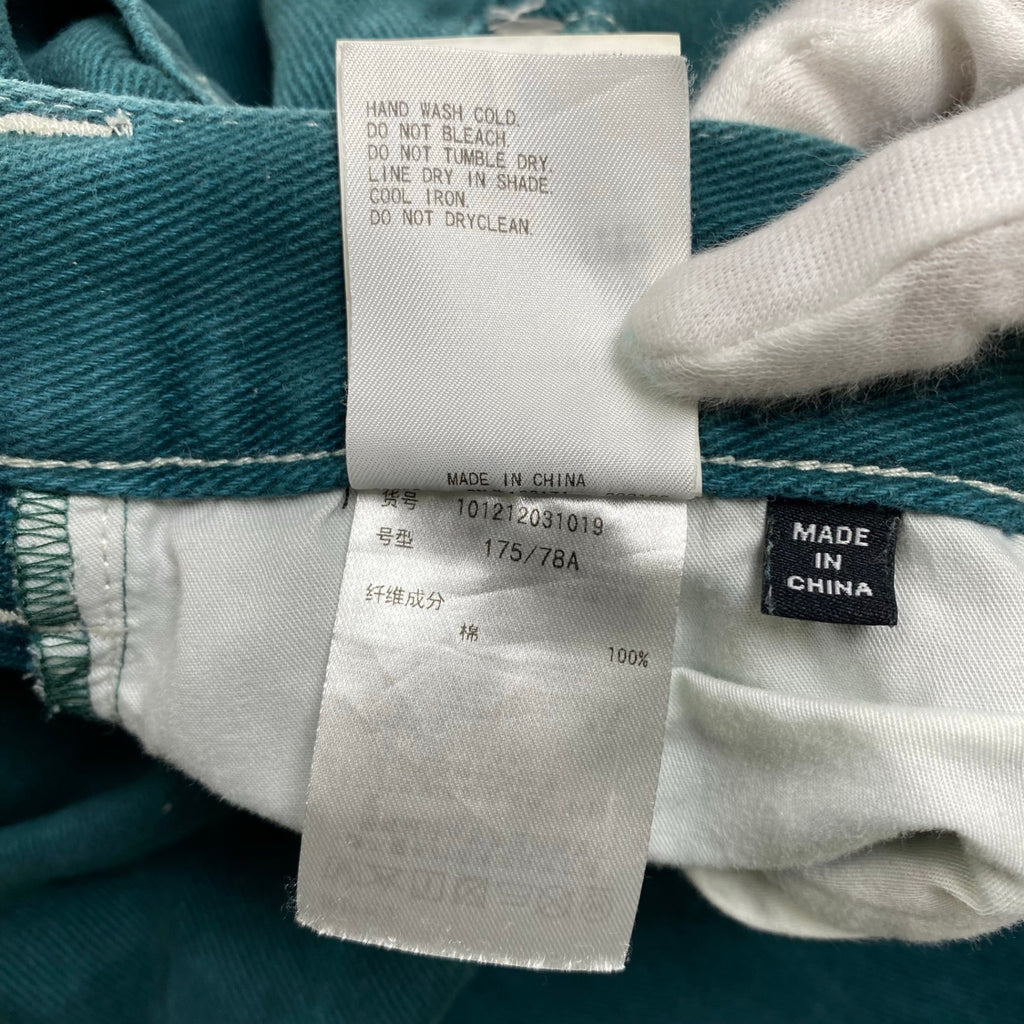 HAND WASH COLD.
DO NOT BLEACH
DO NOT TUMBLE DRY.
LINE DRY IN SHADE.
COOL IRON.
DO NOT DRYCLEAN.
MADE IN CHINA
货号 101212031019
号型 175/78A
纤维成分
棉
100%
MADE
IN
CHINA